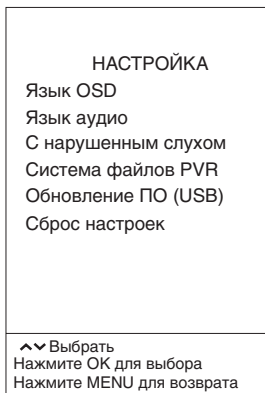 НАСТРОЙКА
Язык OSD
Язык аудио
С нарушенным слухом
Система файлов PVR
Обновление ПО (USB)
Сброс настроек
Выбрать
Нажмите OK для выбора
Нажмите MENU для возврата